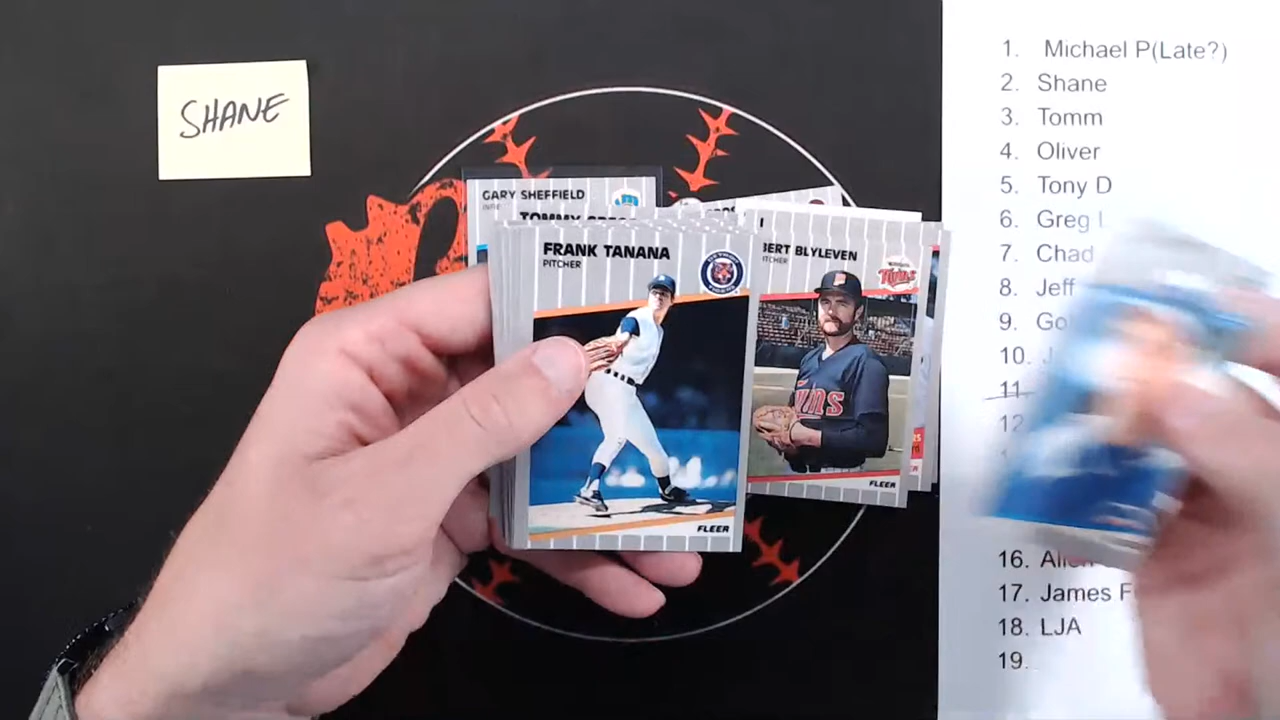 SHANE
GARY SHEFFIELD
TOMMY
FRANK TANANA
PITCHER
BERT BLYLEVEN
PITCHER
Twins
FLEER
FLEER
1. Michael P(Late?)
2. Shane
3. Tomm
4. Oliver
5. Tony D
6. Greg
7. Chad
8. Jeff
9. Go
10. J
11.
12
16.
17. James F
18. LJA
19.